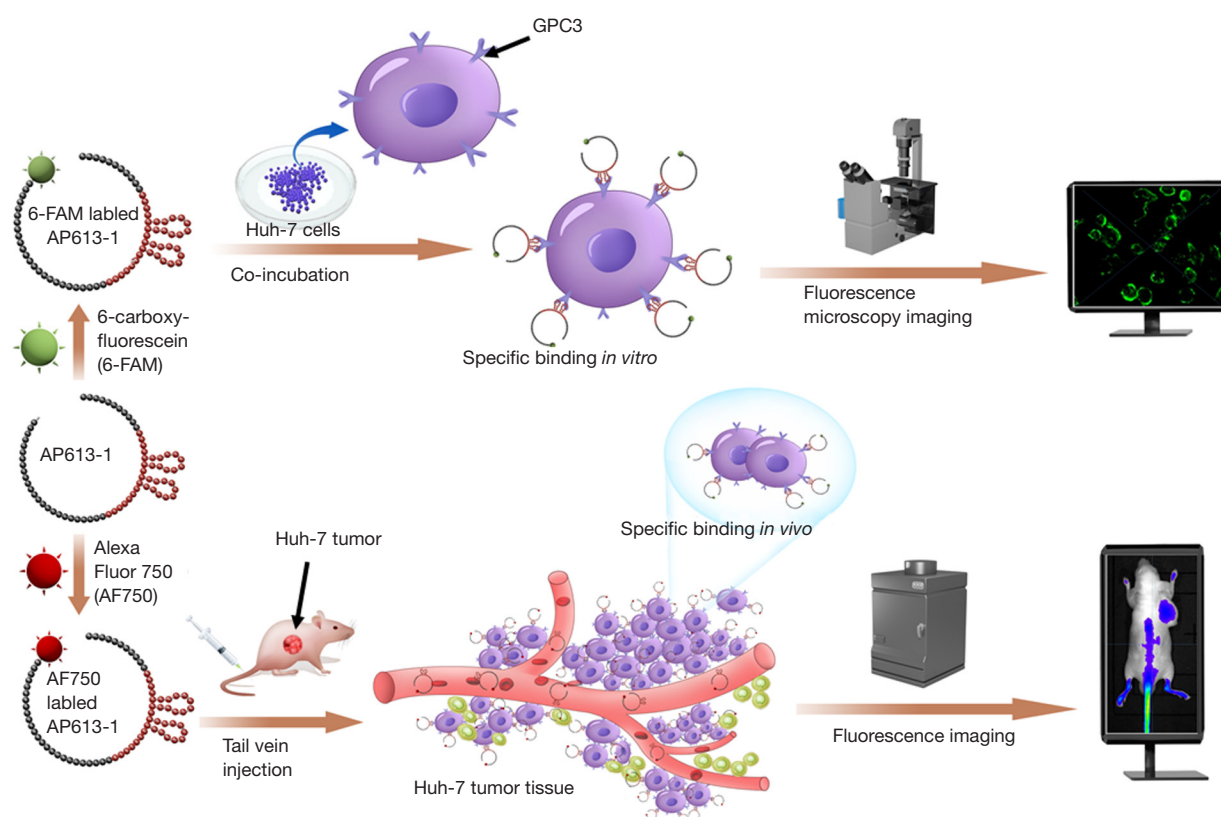 GPC3
6-FAM labled
AP613-1
Huh-7 cells
Co-incubation
Fluorescence
microscopy imaging
6-carboxy-
fluorescein
(6-FAM)
Specific binding in vitro
AP613-1
Specific binding in vivo
Alexa
Fluor 750
(AF750)
Huh-7 tumor
AF750
labled
AP613-1
Tail vein
injection
Huh-7 tumor tissue
Fluorescence imaging